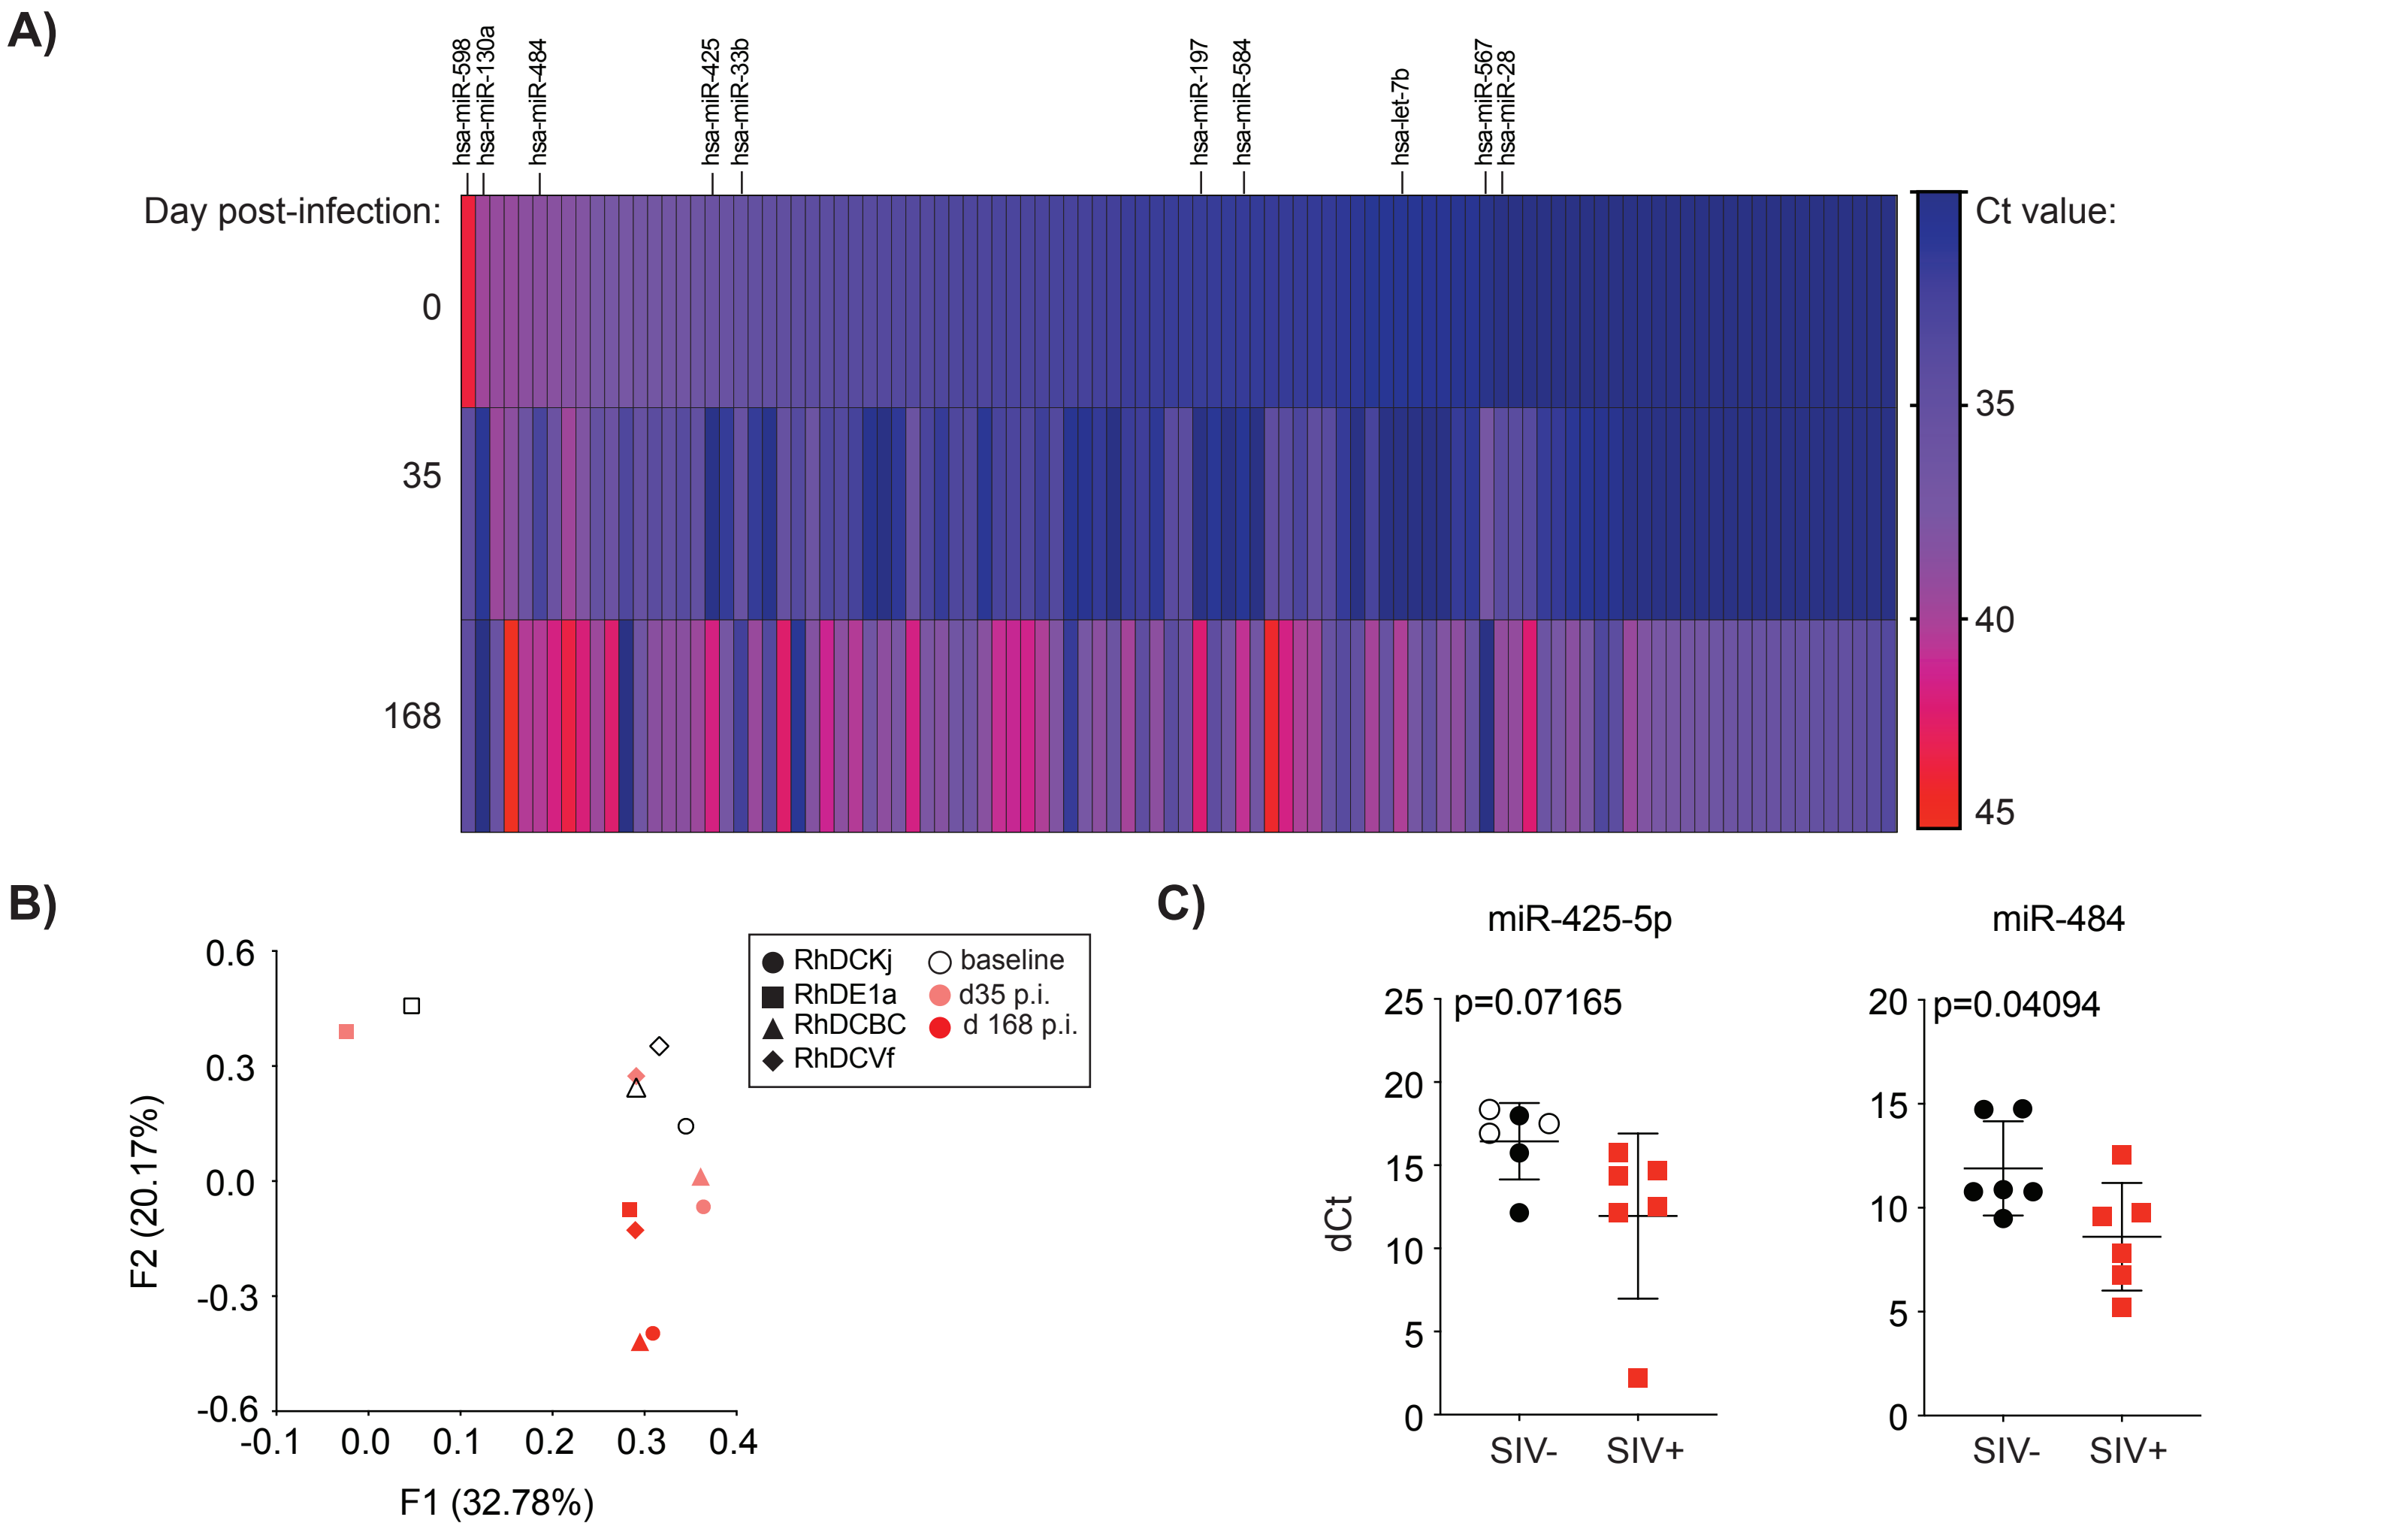 A)
hsa-miR-598
hsa-miR-130a
hsa-miR-484
hsa-miR-425
hsa-miR-33b
hsa-miR-197
hsa-miR-584
hsa-let-7b
hsa-miR-567
hsa-miR-28
Day post-infection:
0
35
168
Ct value:
35
40
45
B)
0.6
0.3
0.0
-0.3
-0.6
-0.1
0.0
0.1
0.2
0.3
0.4
F2 (20.17%)
F1 (32.78%)
RhDCKj
RhDE1a
RhDCBC
RhDCVf
baseline
d35 p.i.
d 168 p.i.
C)
miR-425-5p
p=0.07165
25
20
15
10
5
0
dCt
SIV-
SIV+
miR-484
p=0.04094
20
15
10
5
0
SIV-
SIV+